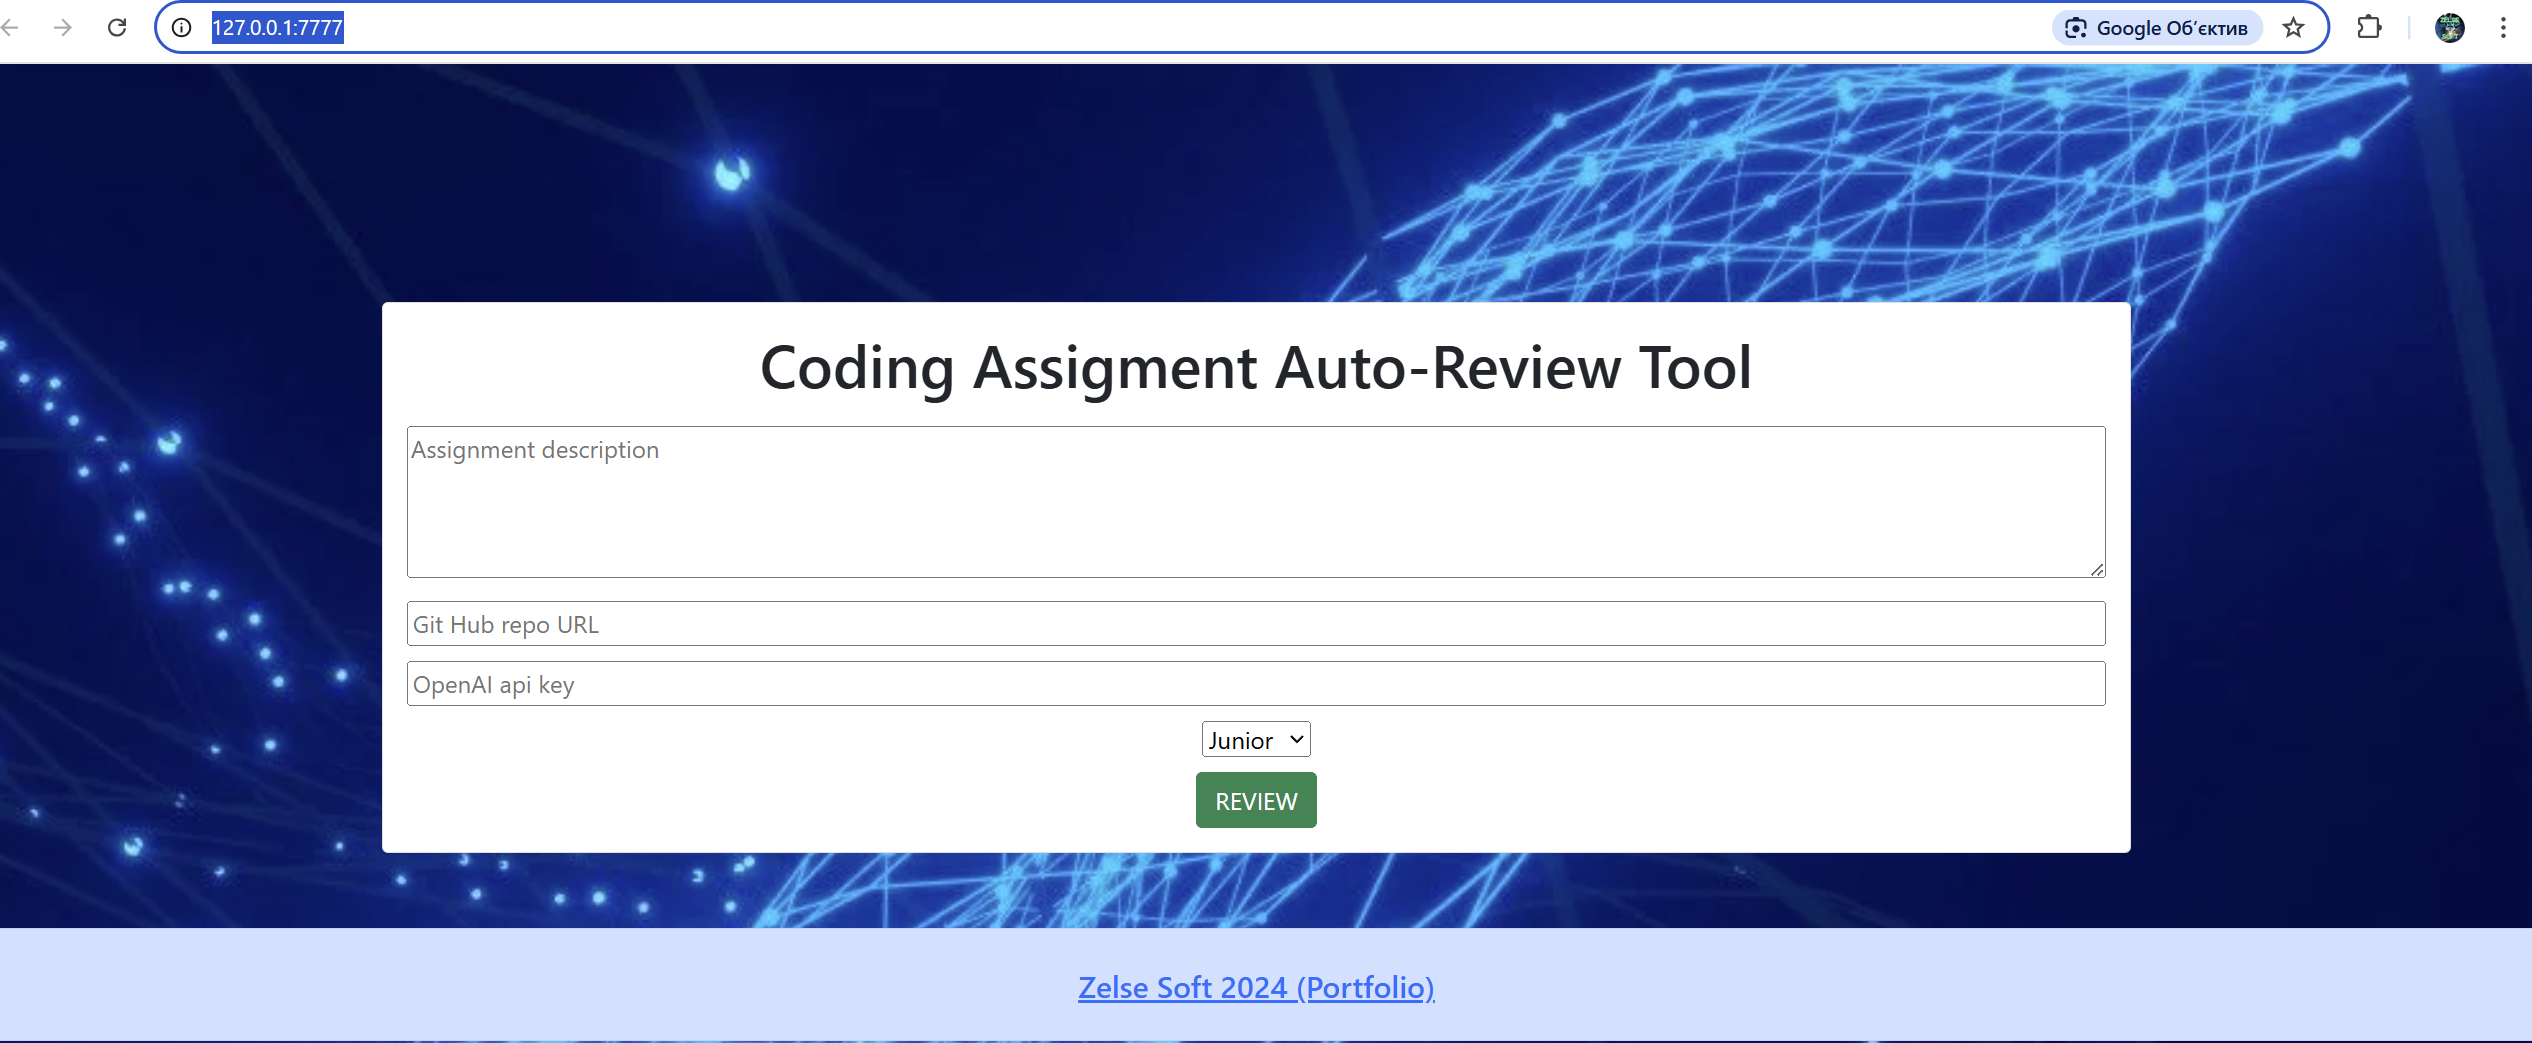 127.0.0.1:7777
Google Об’єктив
Coding Assigment Auto-Review Tool
Assignment description
Git Hub repo URL
OpenAI api key
Junior
REVIEW
Zelse Soft 2024 (Portfolio)